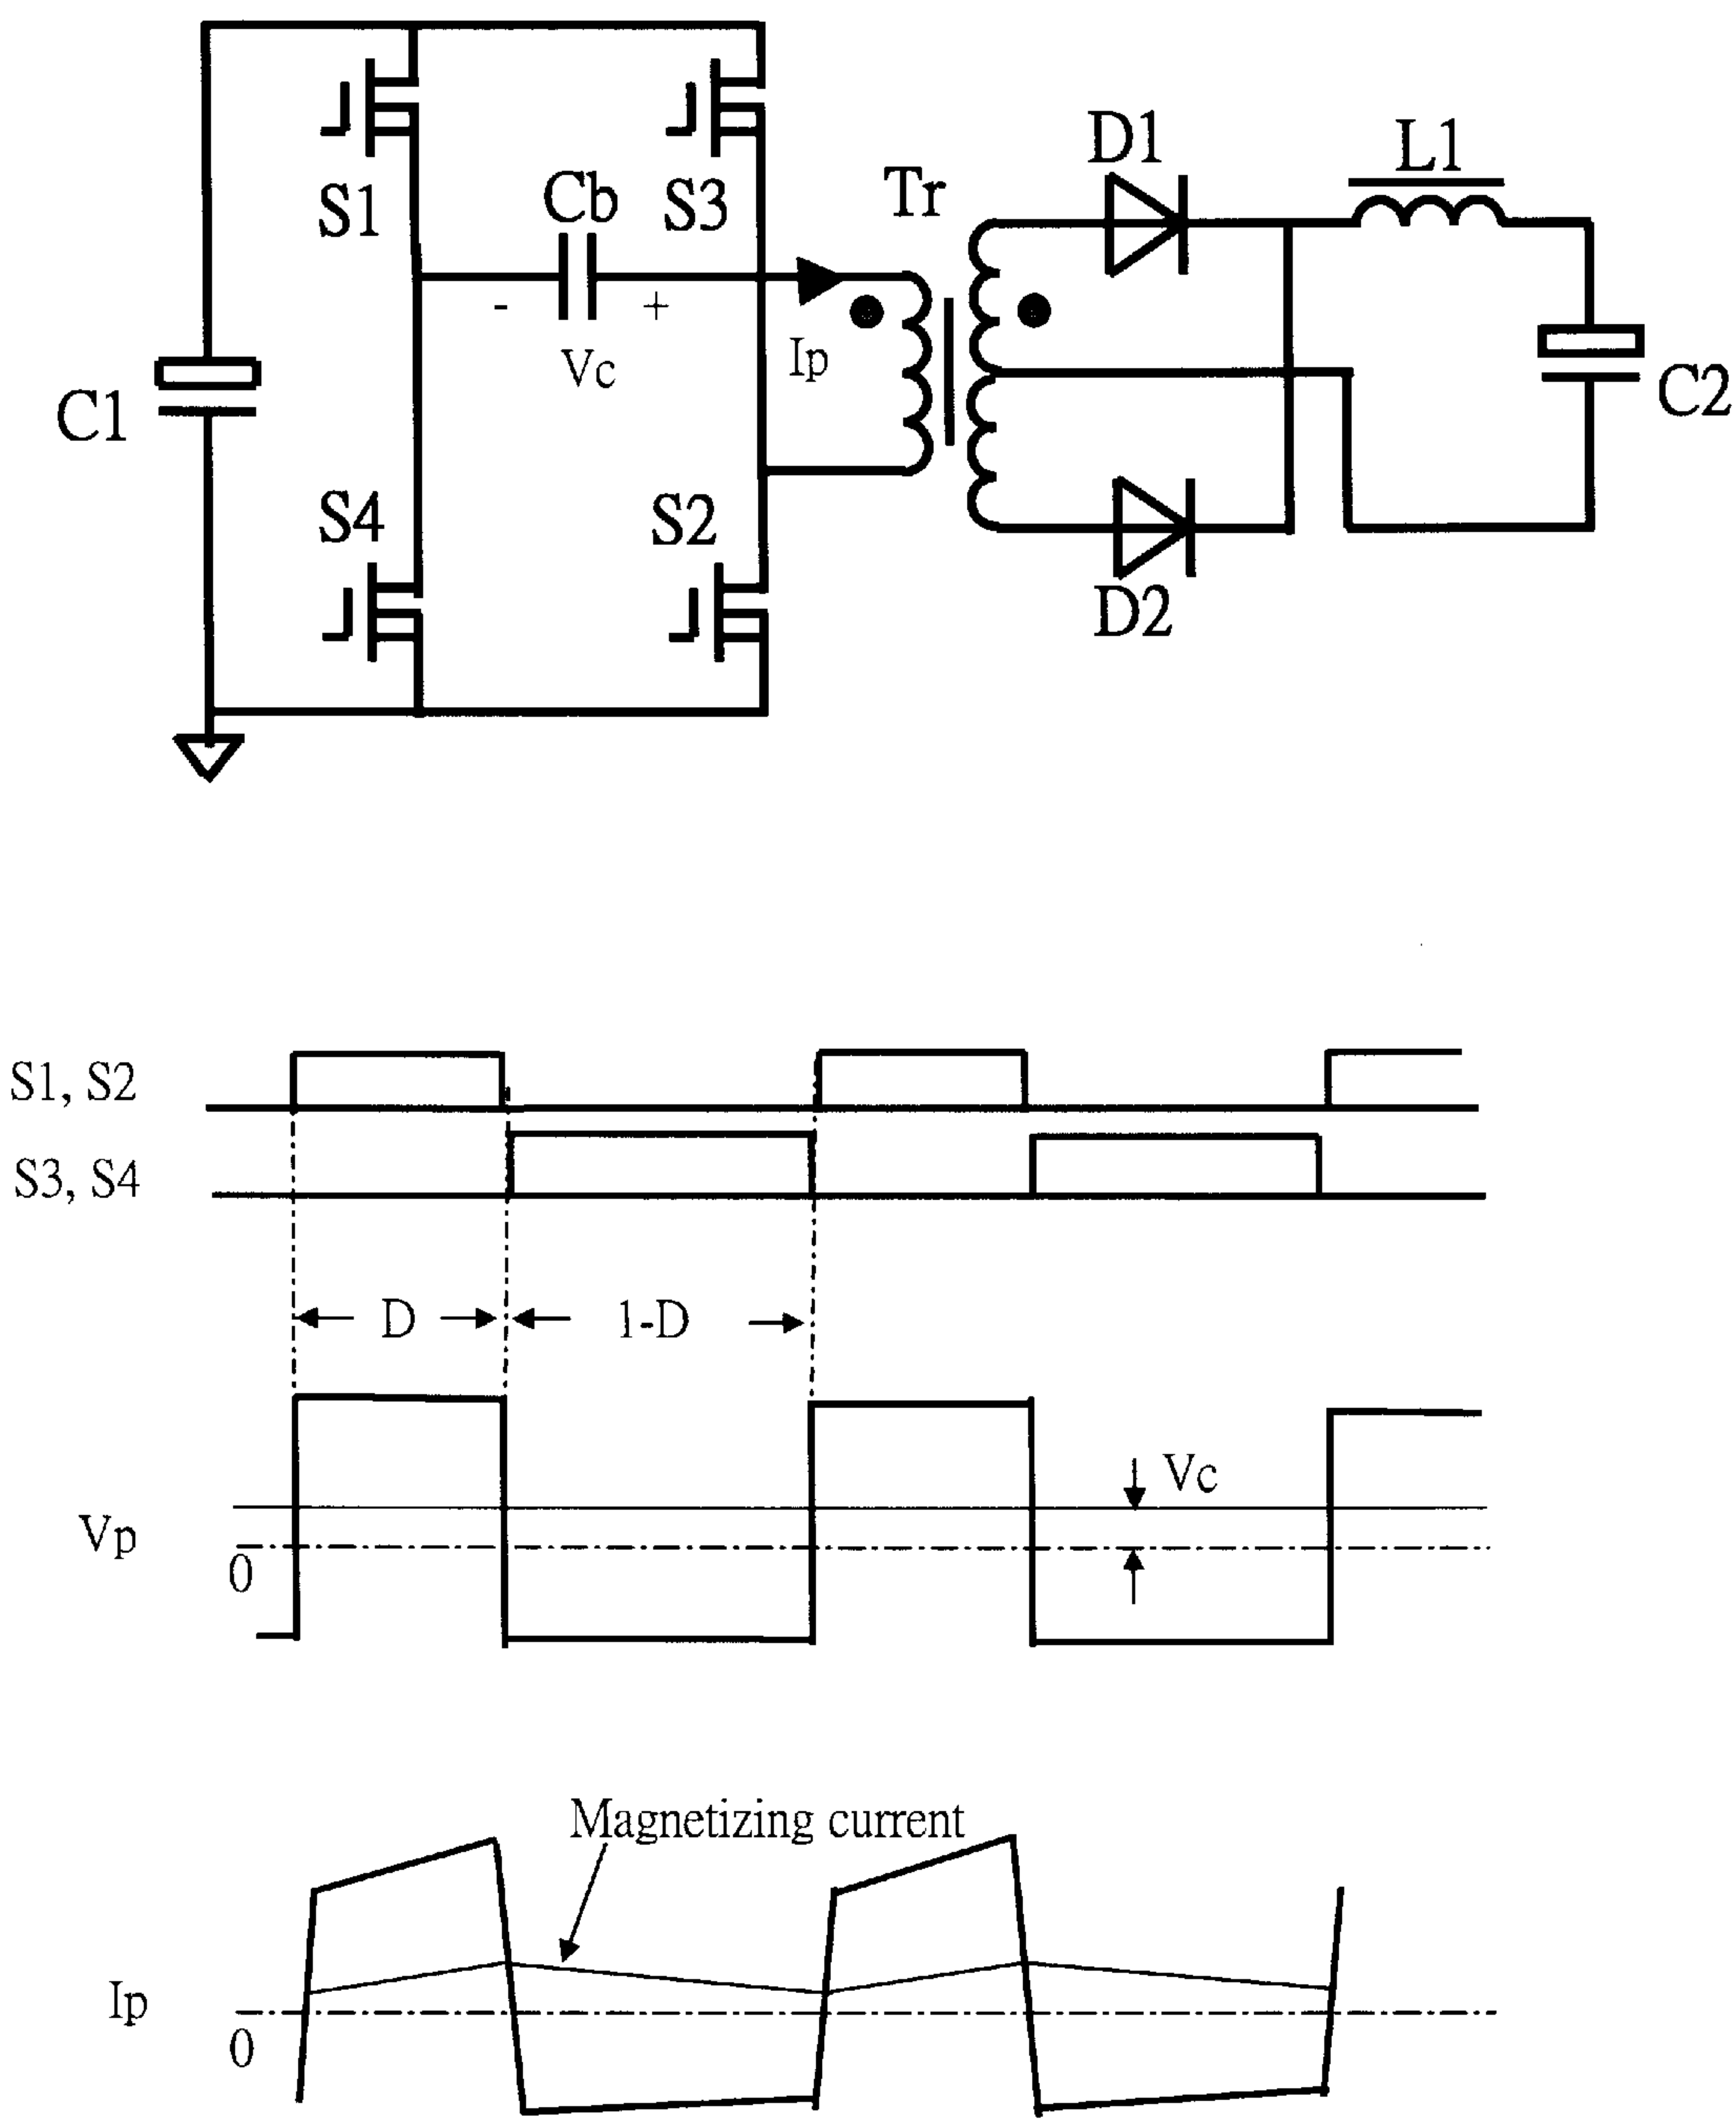 D1
L1
Tr
S1
Cb
S3
-
+
Vc
Ip
C1
C2
S4
S2
D2
S1, S2
S3, S4
D
1-D
Vc
Vp
0
Magnetizing current
Ip
0